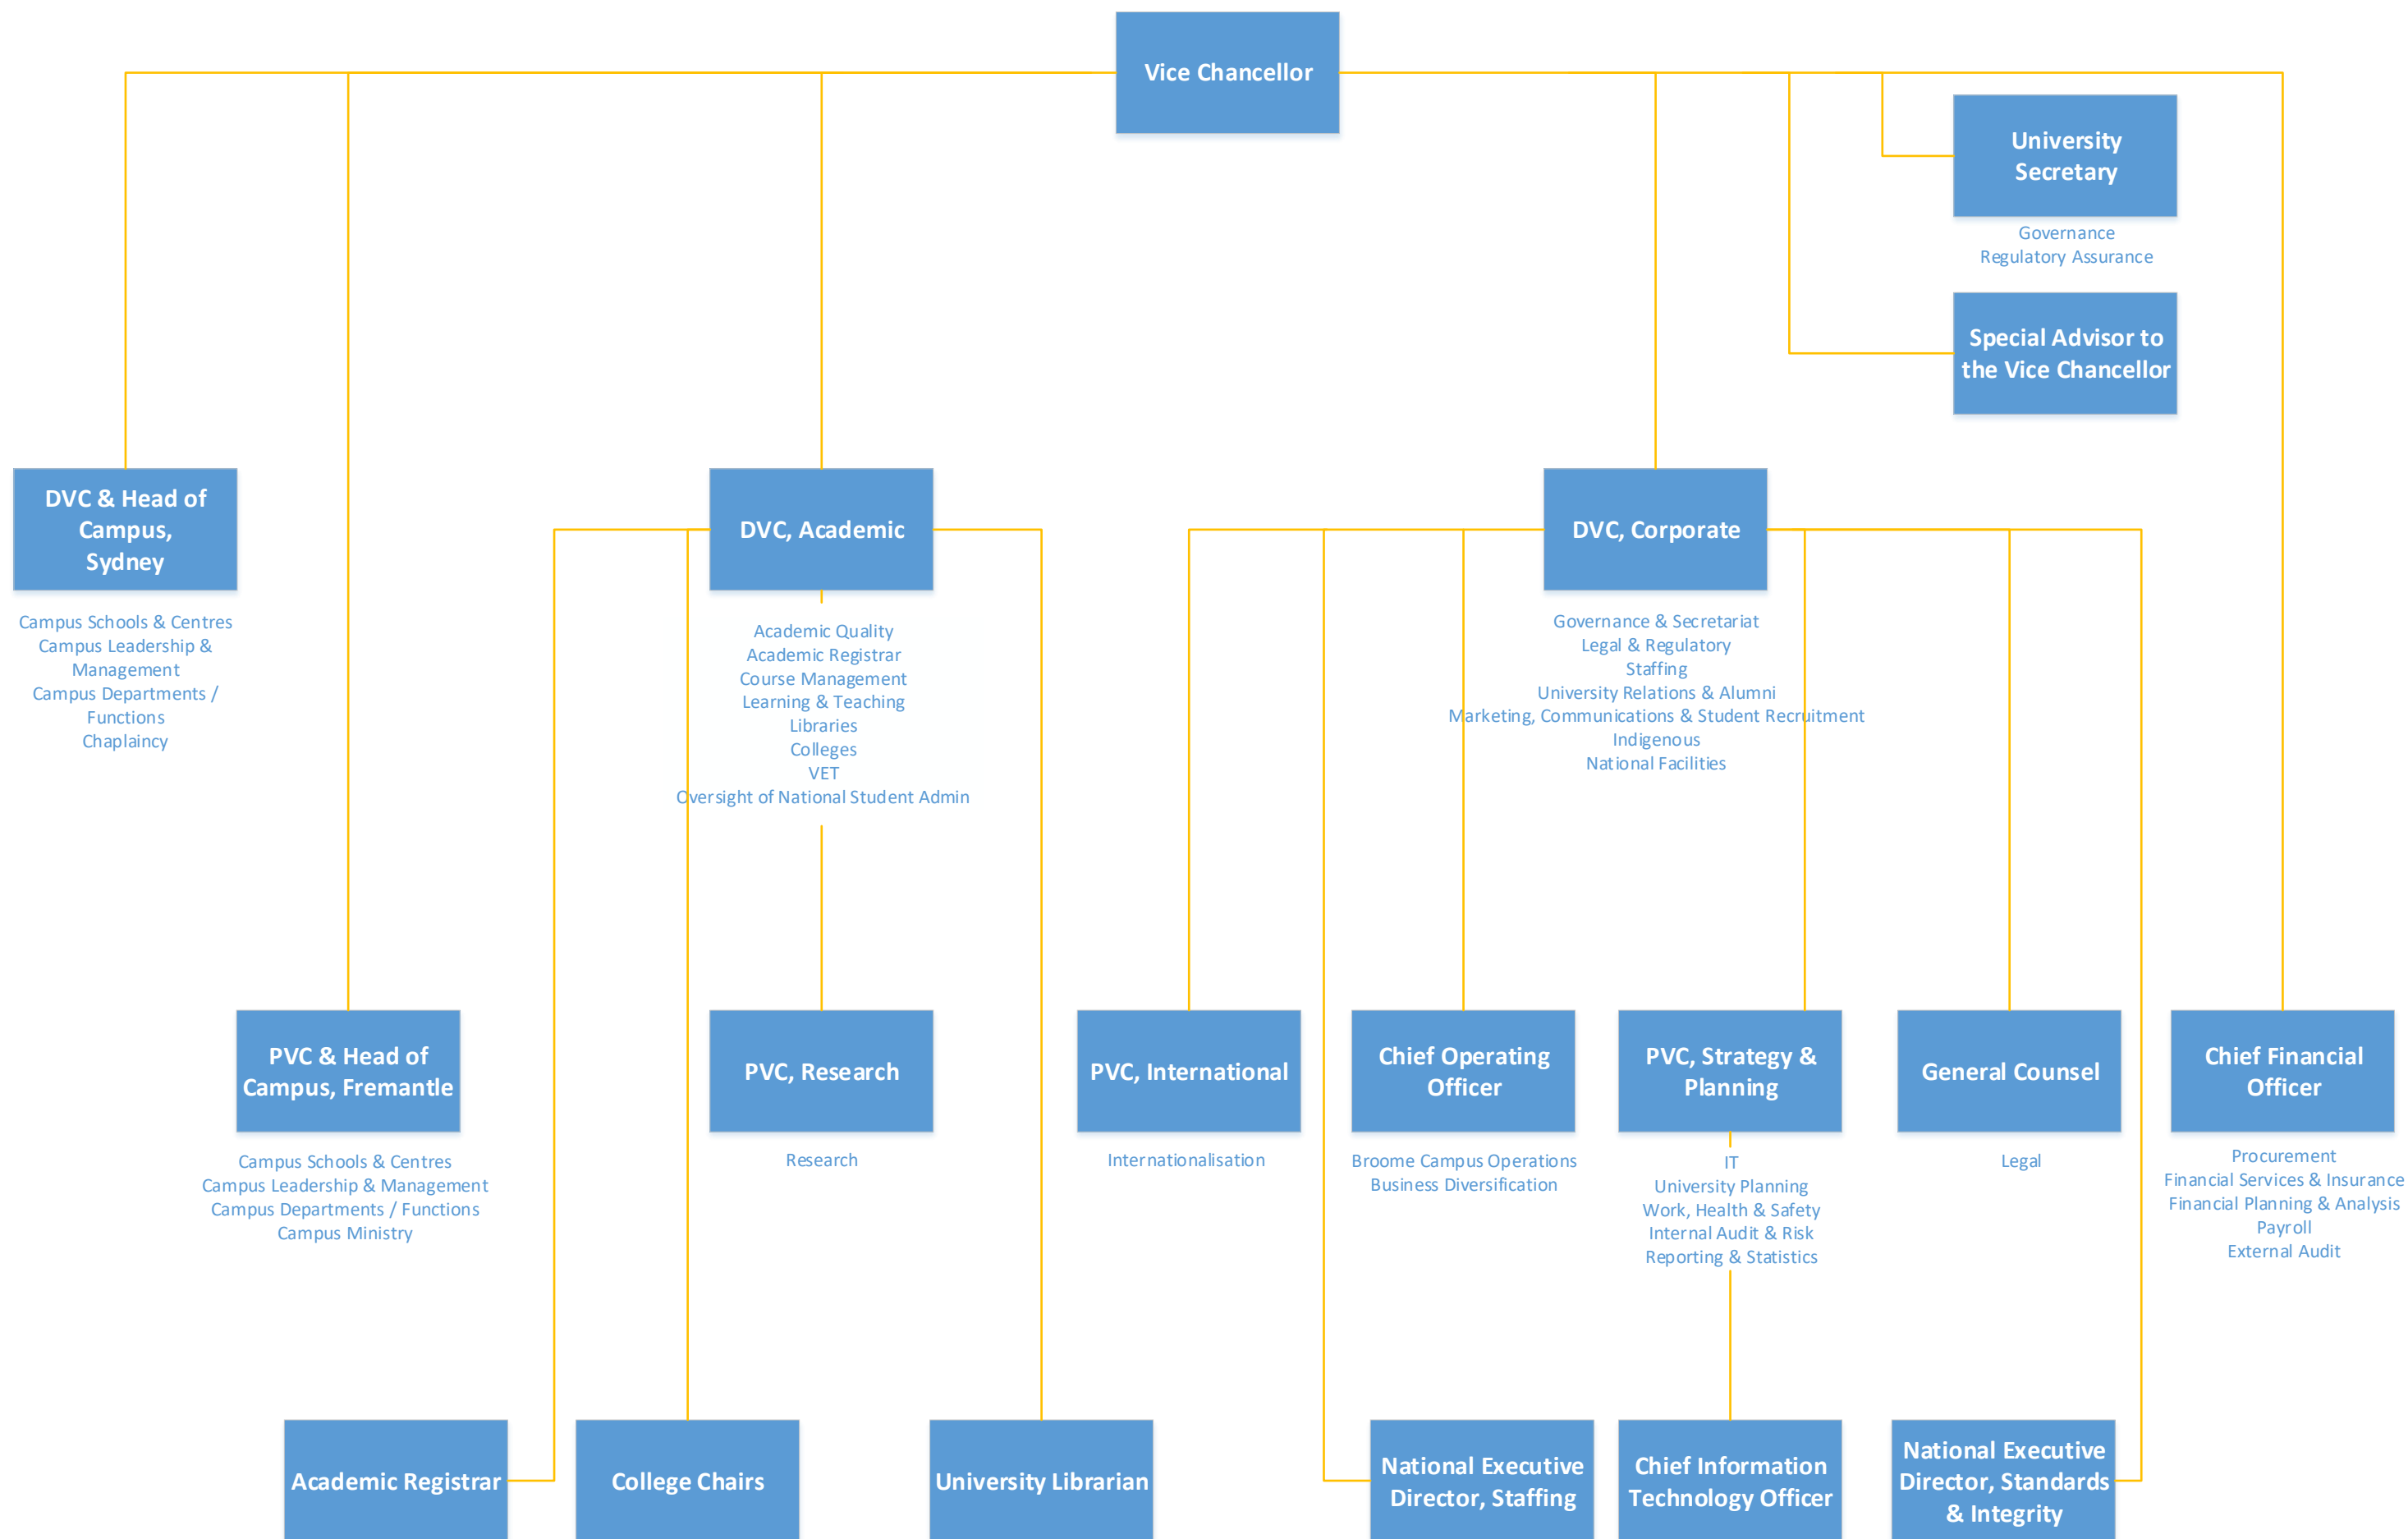 Vice Chancellor
University
Secretary
Governance
Regulatory Assurance
Special Advisor to
the Vice Chancellor
DVC & Head of
Campus,
Sydney
Campus Schools & Centres
Campus Leadership &
Management
Campus Departments /
Functions
Chaplaincy
DVC, Academic
Academic Quality
Academic Registrar
Course Management
Learning & Teaching
Libraries
Colleges
VET
Oversight of National Student Admin
DVC, Corporate
Governance & Secretariat
Legal & Regulatory
Staffing
University Relations & Alumni
Marketing, Communications & Student Recruitment
Indigenous
National Facilities
PVC & Head of
Campus, Fremantle
Campus Schools & Centres
Campus Leadership & Management
Campus Departments / Functions
Campus Ministry
PVC, Research
Research
PVC, International
Internationalisation
Chief Operating
Officer
Broome Campus Operations
Business Diversification
PVC, Strategy &
Planning
IT
University Planning
Work, Health & Safety
Internal Audit & Risk
Reporting & Statistics
General Counsel
Legal
Chief Financial
Officer
Procurement
Financial Services & Insurance
Financial Planning & Analysis
Payroll
External Audit
Academic Registrar
College Chairs
University Librarian
National Executive
Director, Staffing
Chief Information
Technology Officer
National Executive
Director, Standards
& Integrity